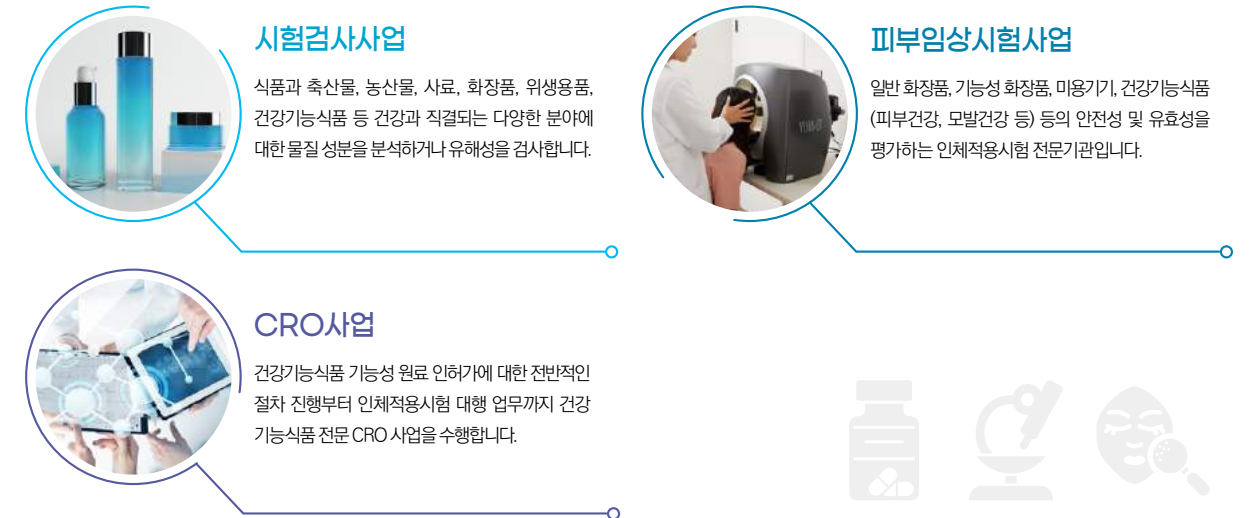 시험검사사업
식품과 축산물, 농산물, 사료, 화장품, 위생용품,
건강기능식품 등 건강과 직결되는 다양한 분야에
대한 물질 성분을 분석하거나 유해성을 검사합니다.
피부임상시험사업
일반 화장품, 기능성 화장품, 미용기기, 건강기능식품
(피부건강, 모발건강 등) 등의 안전성 및 유효성을
평가하는 인체적용시험 전문기관입니다.
CRO사업
건강기능식품 기능성 원료 인허가에 대한 전반적인
절차 진행부터 인체적용시험 대행 업무까지 건강
기능식품 전문 CRO 사업을 수행합니다.